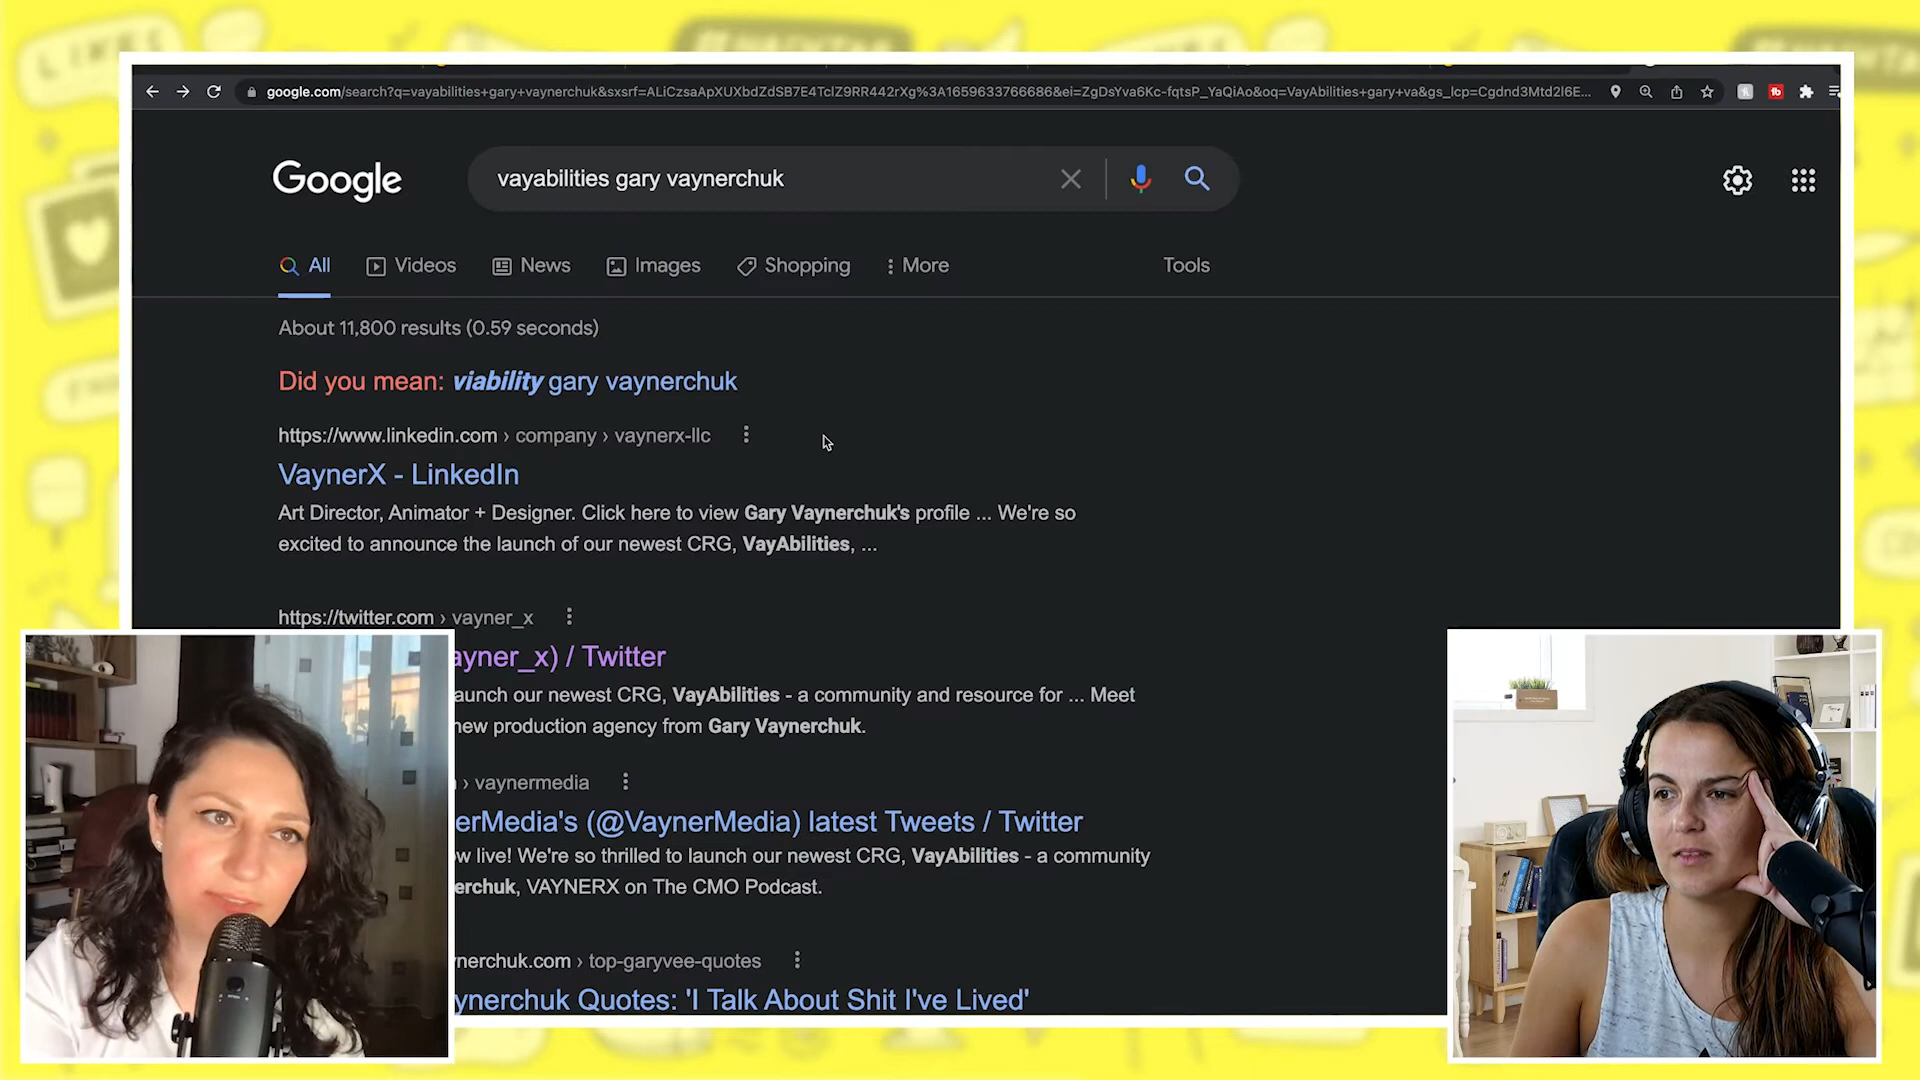 LIKES
google.com/search?q=vayabilities+gary+vaynerchuk&sxsrf=ALiCzsaApXUXbdZdSB7E4TclZ9RR442rXg%3A1659633766686&ei=ZgDsYva6Kc-fqtsP_YaQiAo&oq=VayAbilities+gary+va&gs_lcp=Cgdnd3Mtd2l6E...
Google
vayabilities gary vaynerchuk
All
Videos
News
Images
Shopping
More
Tools
About 11,800 results (0.59 seconds)
Did you mean: viability gary vaynerchuk
https://www.linkedin.com › company › vaynerx-llc
VaynerX - LinkedIn
Art Director, Animator + Designer. Click here to view Gary Vaynerchuk's profile ... We're so
excited to announce the launch of our newest CRG, VayAbilities, ...
https://twitter.com › vayner_x
ayner_x) / Twitter
aunch our newest CRG, VayAbilities - a community and resource for ... Meet
new production agency from Gary Vaynerchuk.
› vaynermedia
erMedia's (@VaynerMedia) latest Tweets / Twitter
ow live! We're so thrilled to launch our newest CRG, VayAbilities - a community
erchuk, VAYNERX on The CMO Podcast.
nerchuk.com › top-garyvee-quotes
ynerchuk Quotes: 'I Talk About Shit I've Lived'